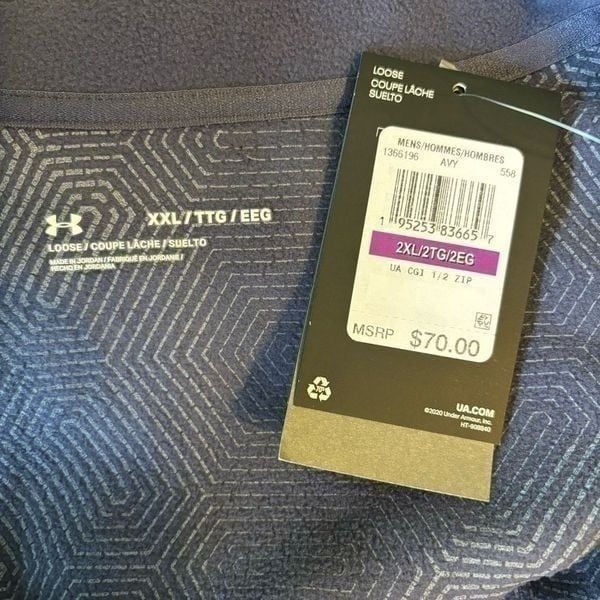 LOOSE
COUPE LÂCHE
SUELTO
MENS/HOMMES/HOMBRES
1366196 AVY 558
1 95253 83665 7
2XL/2TG/2EG
UA CGI 1/2 ZIP
MSRP $70.00
UA.COM
©2020 Under Armour, Inc.
XXL / TTG / EEG
LOOSE / COUPE LÂCHE / SUELTO
MADE IN JORDAN / FABRIQUÉ EN JORDANIE /
HECHO EN JORDANIA